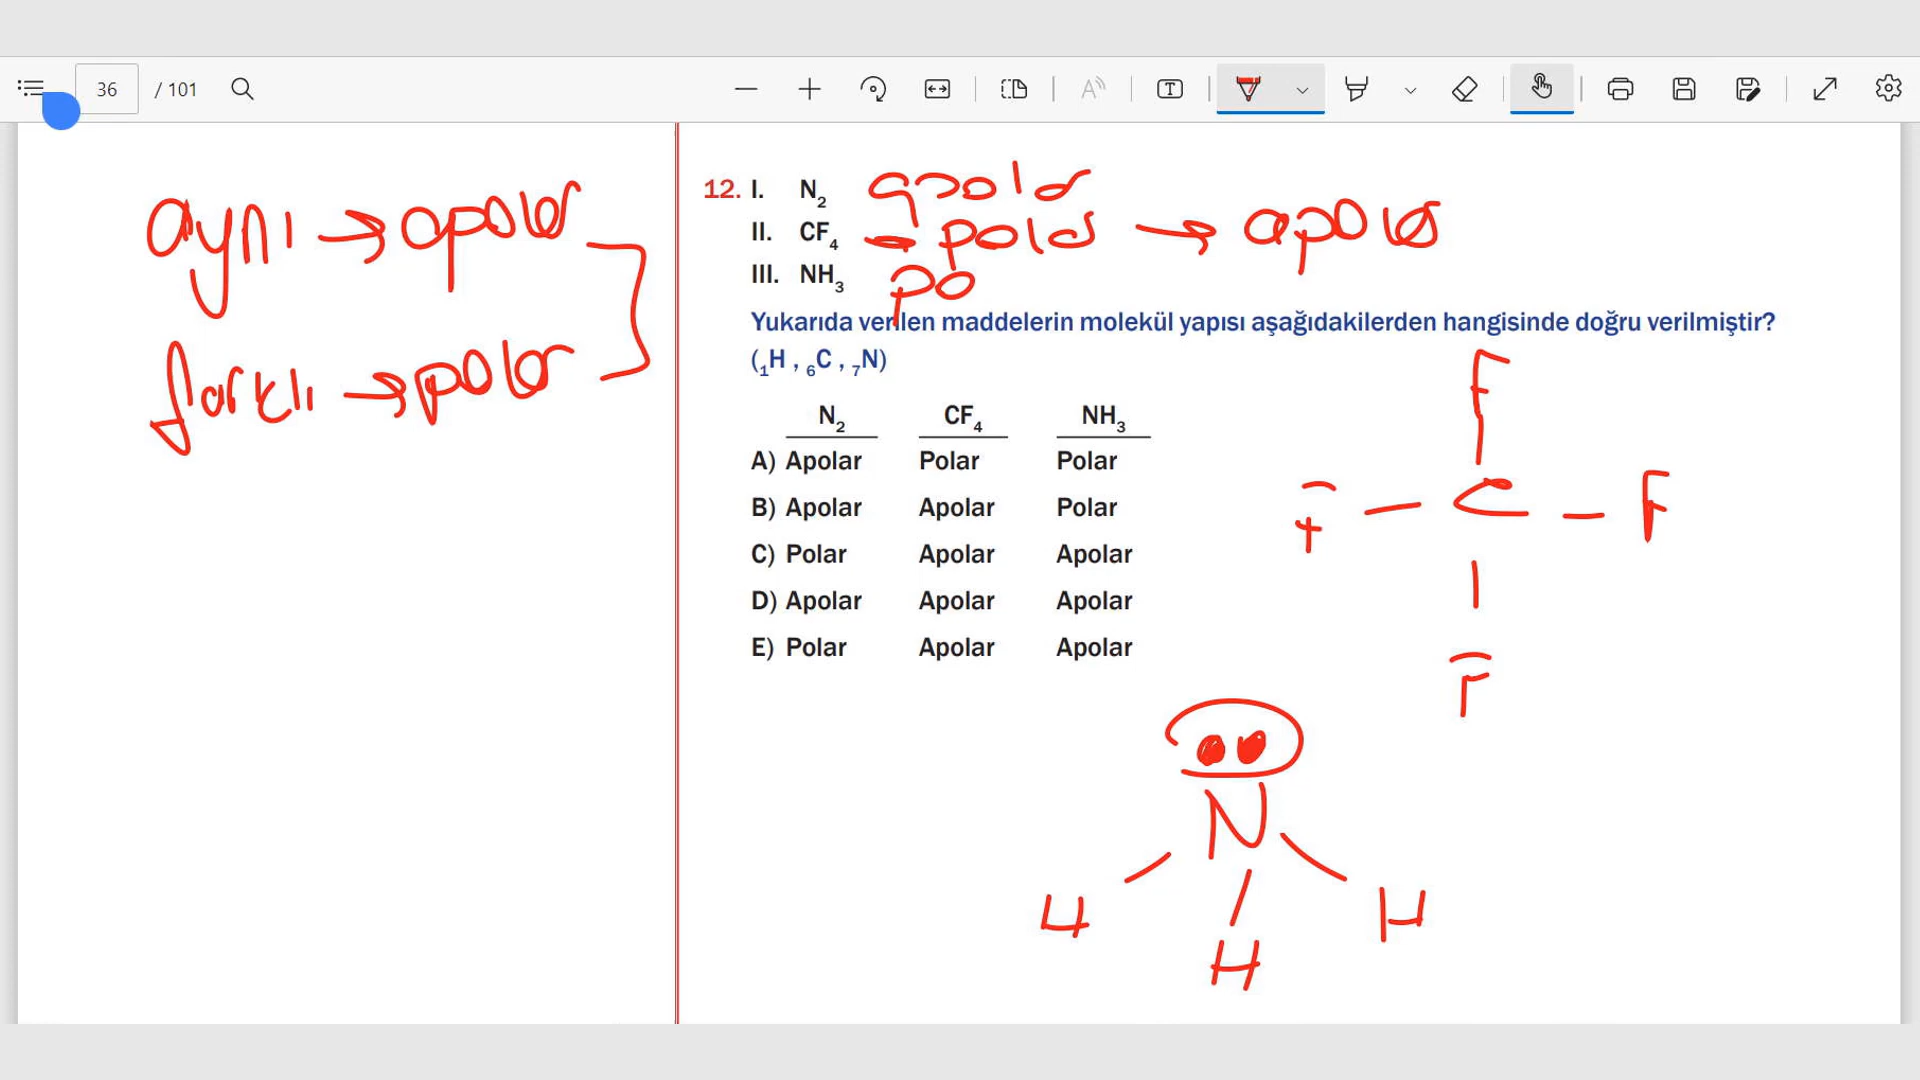 36 / 101
aynı → apolar
farklı → polar
12. I. N2 apolar
II. CF4 - polar → apolar
III. NH3 po
Yukarıda verilen maddelerin molekül yapısı aşağıdakilerden hangisinde doğru verilmiştir?
(1H , 6C , 7N)
N2 CF4 NH3
A) Apolar Polar Polar
B) Apolar Apolar Polar
C) Polar Apolar Apolar
D) Apolar Apolar Apolar
E) Polar Apolar Apolar
F
F - C - F
F
N
H H
H